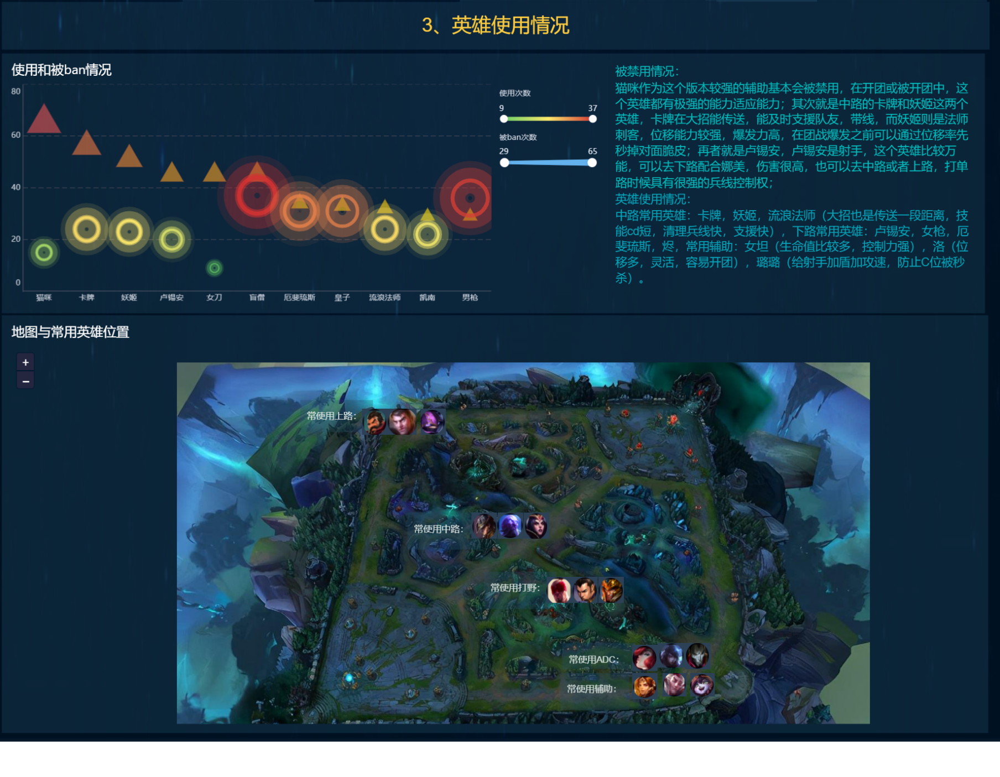 3、英雄使用情况
使用和被ban情况
80
60
40
20
0
猫咪
卡牌
妖姬
卢锡安
女刀
盲僧
厄斐琉斯
皇子
流浪法师
凯南
男枪
使用次数
9
37
被ban次数
29
65
被禁用情况：
猫咪作为这个版本较强的辅助基本会被禁用，在开团或被开团中，这
个英雄都有极强的能力适应能力；其次就是中路的卡牌和妖姬这两个
英雄，卡牌在大招能传送，能及时支援队友，带线，而妖姬则是法师
刺客，位移能力较强，爆发力高，在团战爆发之前可以通过位移率先
秒掉对面脆皮；再者就是卢锡安，卢锡安是射手，这个英雄比较万
能，可以去下路配合娜美，伤害很高，也可以去中路或者上路，打单
路时候具有很强的兵线控制权；
英雄使用情况：
中路常用英雄：卡牌，妖姬，流浪法师（大招也是传送一段距离，技
能cd短，清理兵线快，支援快），下路常用英雄：卢锡安，女枪，厄
斐琉斯，烬，常用辅助：女坦（生命值比较多，控制力强），洛（位
移多，灵活，容易开团），璐璐（给射手加盾加攻速，防止C位被秒
杀）。
地图与常用英雄位置
+
−
常使用上路：
常使用中路：
常使用打野：
常使用ADC：
常使用辅助：